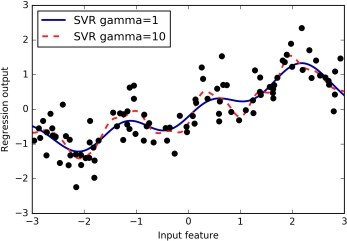 3
2
1
0
−1
−2
−3
SVR gamma=1
SVR gamma=10
Regression output
−3 −2 −1 0 1 2 3
Input feature